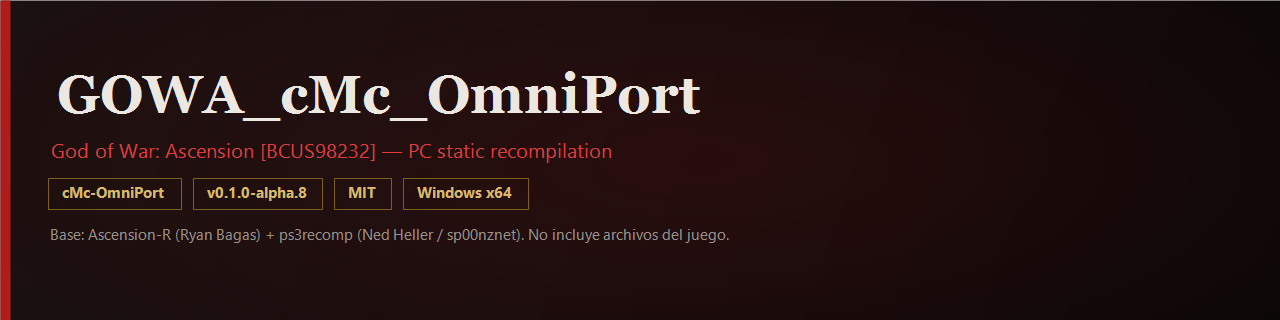 GOWA_cMc_OmniPort
God of War: Ascension [BCUS98232] — PC static recompilation
cMc-OmniPort v0.1.0-alpha.8 MIT Windows x64
Base: Ascension-R (Ryan Bagas) + ps3recomp (Ned Heller / sp00nznet). No incluye archivos del juego.